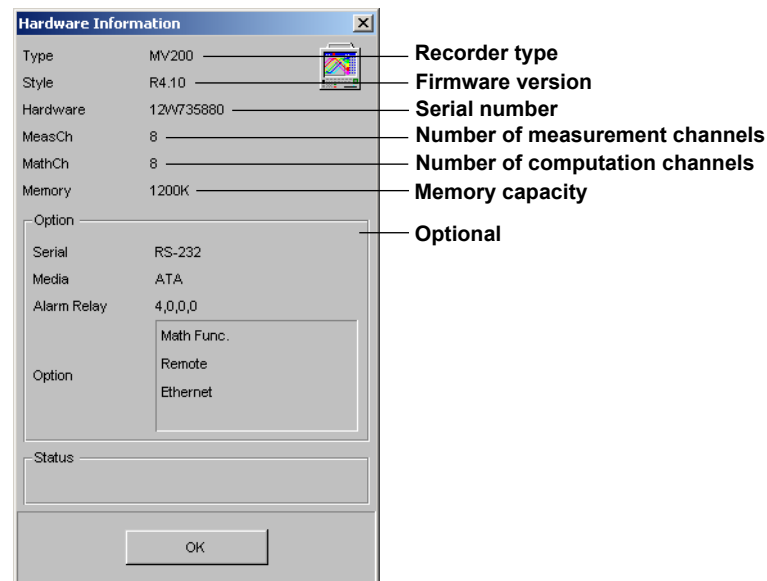 Hardware Information
Type MV200 Recorder type
Style R4.10 Firmware version
Hardware 12W735880 Serial number
MeasCh 8 Number of measurement channels
MathCh 8 Number of computation channels
Memory 1200K Memory capacity
Option Optional
Serial RS-232
Media ATA
Alarm Relay 4,0,0,0
Math Func.
Remote
Option
Ethernet
Status
OK